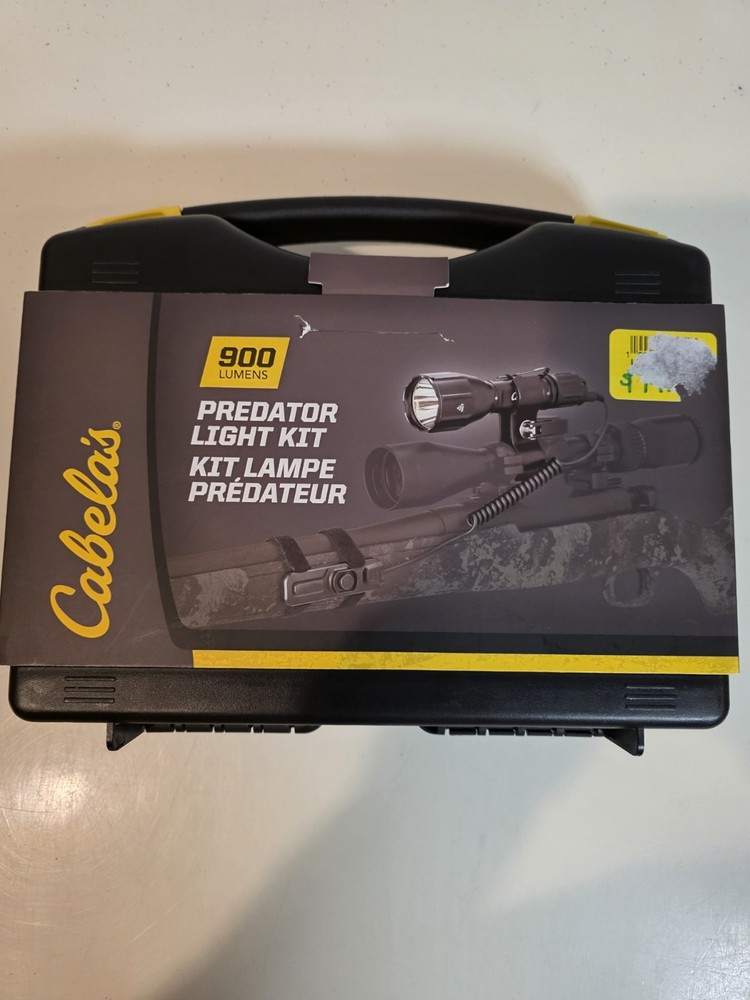 900
LUMENS
PREDATOR
LIGHT KIT
KIT LAMPE
PRÉDATEUR
Cabela's®